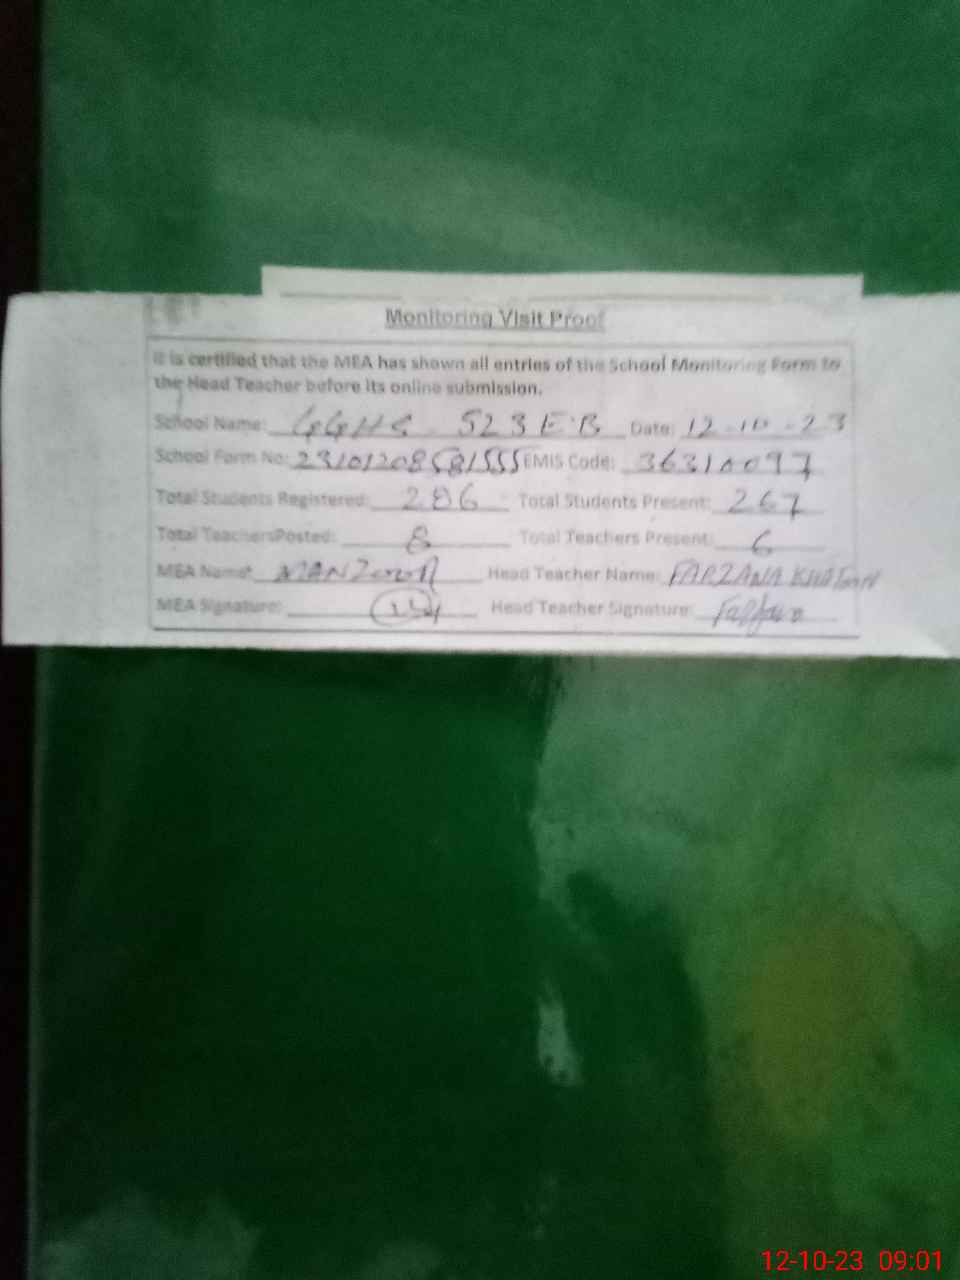 Monitoring Visit Proof
It is certified that the MEA has shown all entries of the School Monitoring Form to
the Head Teacher before its online submission.
School Name: GGHS 523 E.B Date: 12-10-23
School Form No: EMIS Code: 36310097
Total Students Registered: 286 Total Students Present: 267
Total TeachersPosted: 8 Total Teachers Present: 6
MEA Name: MANZOOR Head Teacher Name: FARZANA KHATOON
MEA Signature: Head Teacher Signature:
12-10-23 09:01